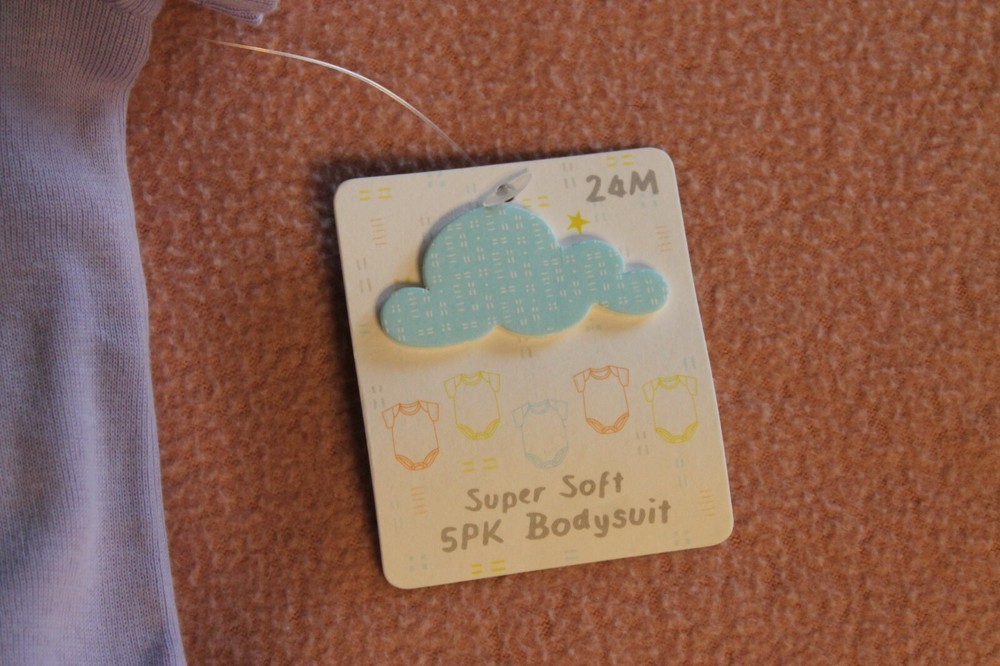 24M
Super Soft
5PK Bodysuit